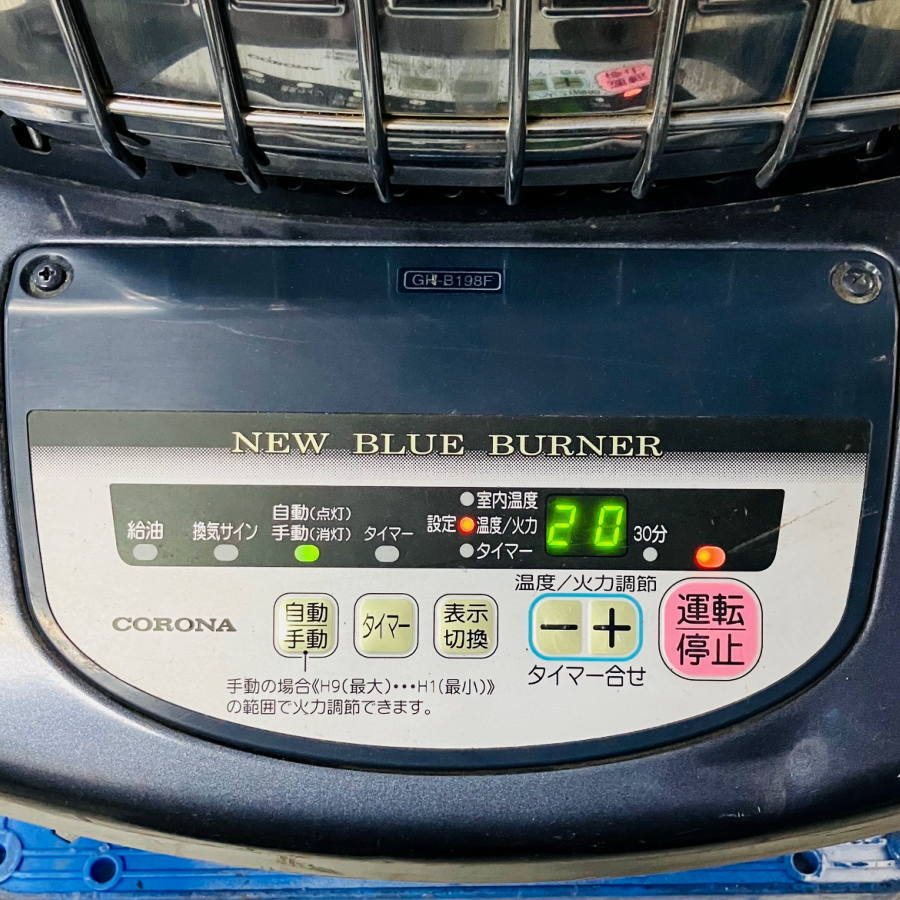 GH-B198F
NEW BLUE BURNER
給油
換気サイン
自動(点灯)
手動(消灯)
タイマー
設定
室内温度
温度/火力
タイマー
20
30分
温度/火力調節
CORONA
自動
手動
タイマー
表示
切換
− +
運転
停止
タイマー合せ
手動の場合《H9(最大)・・・H1(最小)》
の範囲で火力調節できます。